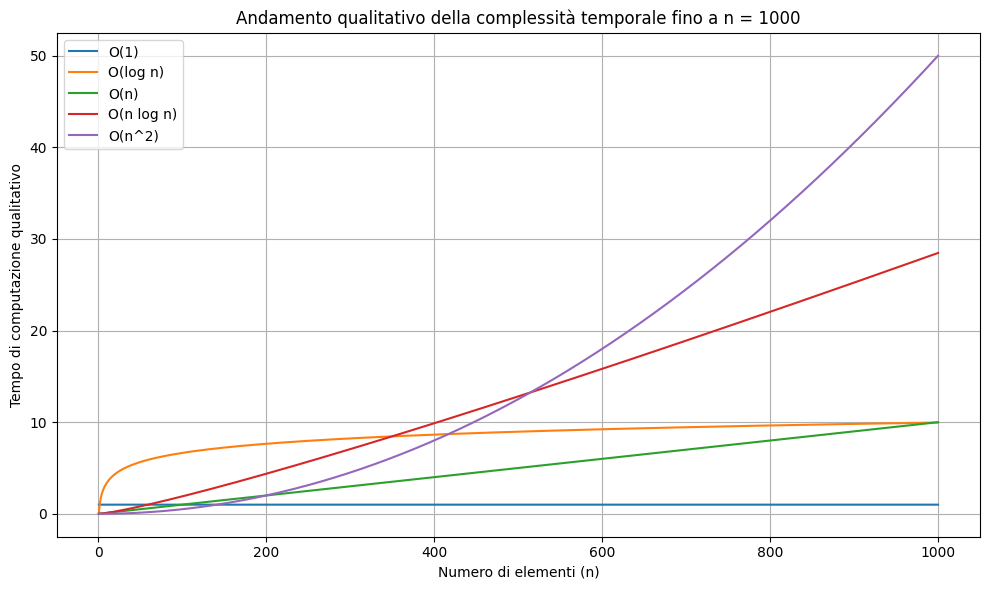 Andamento qualitativo della complessità temporale fino a n = 1000
O(1)
O(log n)
O(n)
O(n log n)
O(n^2)
Tempo di computazione qualitativo
50
40
30
20
10
0
0 200 400 600 800 1000
Numero di elementi (n)